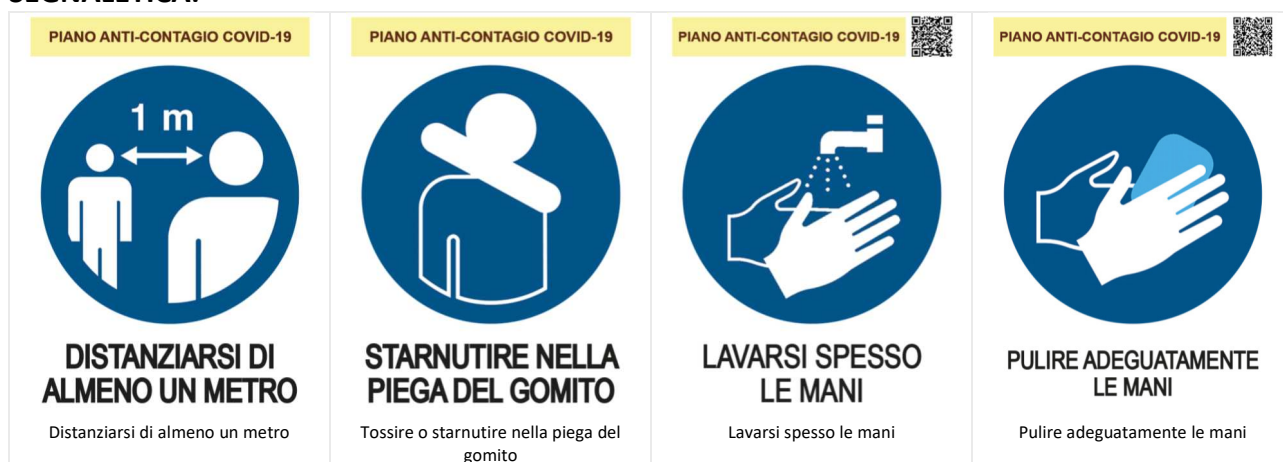 SEGNALETICA:
PIANO ANTI-CONTAGIO COVID-19
1 m
DISTANZIARSI DI
ALMENO UN METRO
Distanziarsi di almeno un metro
PIANO ANTI-CONTAGIO COVID-19
STARNUTIRE NELLA
PIEGA DEL GOMITO
Tossire o starnutire nella piega del
gomito
PIANO ANTI-CONTAGIO COVID-19
LAVARSI SPESSO
LE MANI
Lavarsi spesso le mani
PIANO ANTI-CONTAGIO COVID-19
PULIRE ADEGUATAMENTE
LE MANI
Pulire adeguatamente le mani